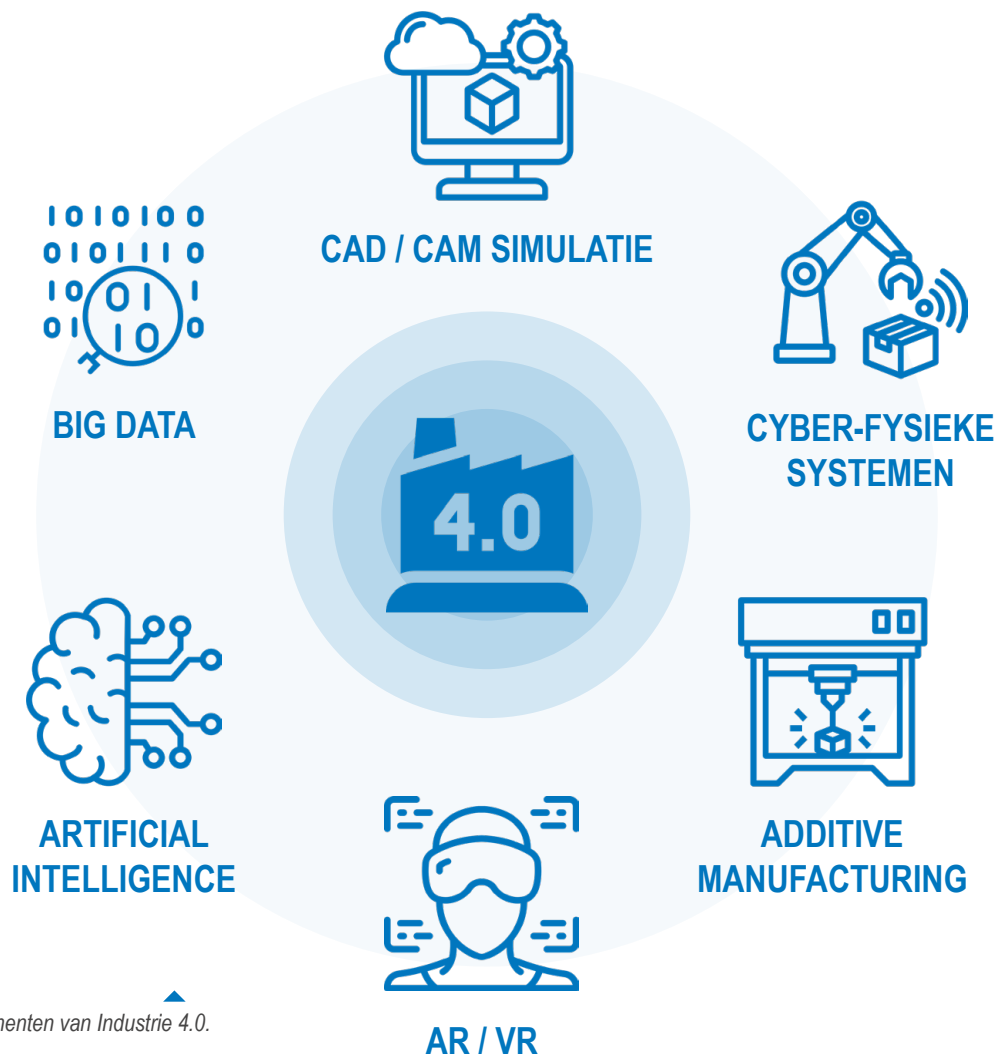 1010100
0101110
10 01 1
01 10 0
CAD / CAM SIMULATIE
BIG DATA
CYBER-FYSIEKE
SYSTEMEN
4.0
ARTIFICIAL
INTELLIGENCE
ADDITIVE
MANUFACTURING
van Industrie 4.0.
AR / VR